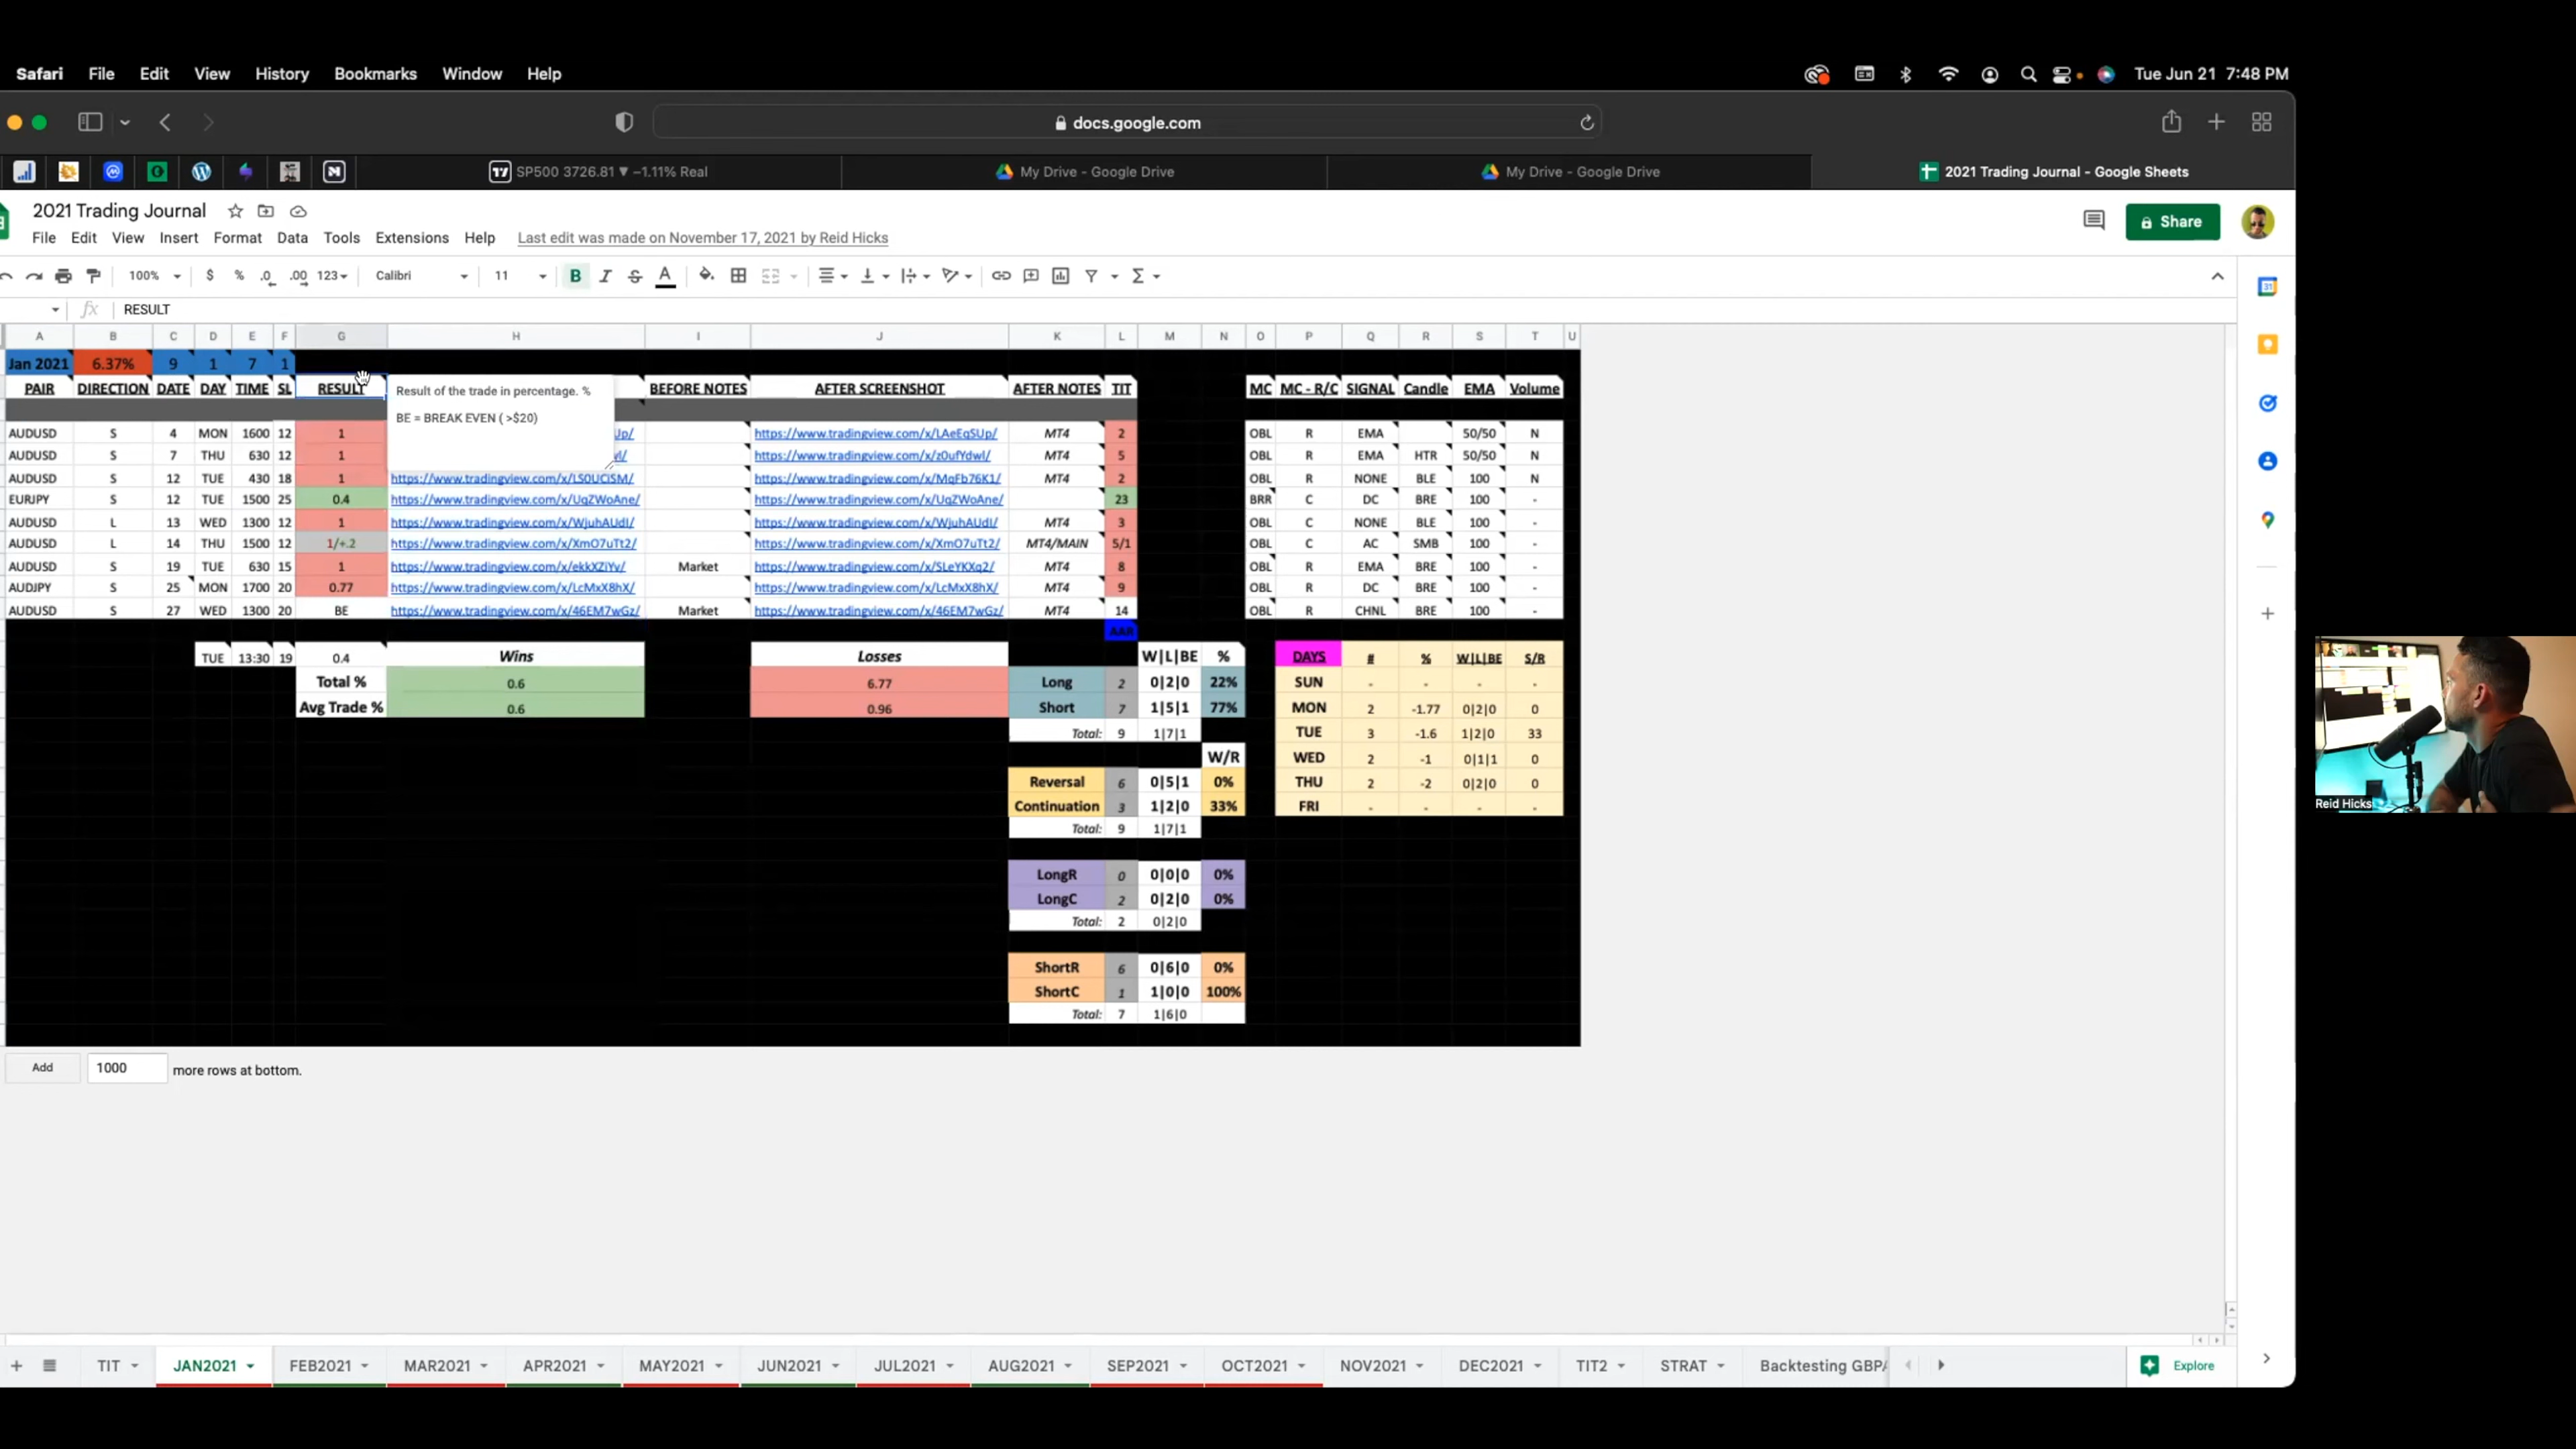 Safari File Edit View History Bookmarks Window Help Tue Jun 21 7:48 PM
docs.google.com
SP500 3726.81 ▼ −1.11% Real My Drive - Google Drive My Drive - Google Drive 2021 Trading Journal - Google Sheets
2021 Trading Journal Share
File Edit View Insert Format Data Tools Extensions Help Last edit was made on November 17, 2021 by Reid Hicks
100% $ % .0 .00 123 Calibri 11 B I S A
fx RESULT
A B C D E F G H I J K L M N O P Q R S T U
Jan 2021 6.37% 9 1 7 1
PAIR DIRECTION DATE DAY TIME SL RESULT BEFORE NOTES AFTER SCREENSHOT AFTER NOTES TIT MC MC - R/C SIGNAL Candle EMA Volume
Result of the trade in percentage. %
BE = BREAK EVEN ( >$20)
AUDUSD S 4 MON 1600 12 1 Up/ https://www.tradingview.com/x/LAeEgSUp/ MT4 2 OBL R EMA 50/50 N
AUDUSD S 7 THU 630 12 1 wl/ https://www.tradingview.com/x/z0ufYdwl/ MT4 5 OBL R EMA HTR 50/50 N
AUDUSD S 12 TUE 430 18 1 https://www.tradingview.com/x/LS0UCiSM/ https://www.tradingview.com/x/MqFb76K1/ MT4 2 OBL R NONE BLE 100 N
EURJPY S 12 TUE 1500 25 0.4 https://www.tradingview.com/x/UqZWoAne/ https://www.tradingview.com/x/UqZWoAne/ 23 BRR C DC BRE 100 -
AUDUSD L 13 WED 1300 12 1 https://www.tradingview.com/x/WjuhAUdI/ https://www.tradingview.com/x/WjuhAUdI/ MT4 3 OBL C NONE BLE 100 -
AUDUSD L 14 THU 1500 12 1/+.2 https://www.tradingview.com/x/XmO7uTt2/ https://www.tradingview.com/x/XmO7uTt2/ MT4/MAIN 5/1 OBL C AC SMB 100 -
AUDUSD S 19 TUE 630 15 1 https://www.tradingview.com/x/ekkXZiYv/ Market https://www.tradingview.com/x/SLeYKXq2/ MT4 8 OBL R EMA BRE 100 -
AUDJPY S 25 MON 1700 20 0.77 https://www.tradingview.com/x/LcMxX8hX/ https://www.tradingview.com/x/LcMxX8hX/ MT4 9 OBL R DC BRE 100 -
AUDUSD S 27 WED 1300 20 BE https://www.tradingview.com/x/46EM7wGz/ Market https://www.tradingview.com/x/46EM7wGz/ MT4 14 OBL R CHNL BRE 100 -
TUE 13:30 19 0.4 Wins Losses W|L|BE % DAYS # % W|L|BE S/R
Total % 0.6 6.77 Long 2 0|2|0 22% SUN - - - -
Avg Trade % 0.6 0.96 Short 7 1|5|1 77% MON 2 -1.77 0|2|0 0
Total: 9 1|7|1 TUE 3 -1.6 1|2|0 33
W/R WED 2 -1 0|1|1 0
Reversal 6 0|5|1 0% THU 2 -2 0|2|0 0
Continuation 3 1|2|0 33% FRI - - - -
Total: 9 1|7|1
LongR 0 0|0|0 0%
LongC 2 0|2|0 0%
Total: 2 0|2|0
ShortR 6 0|6|0 0%
ShortC 1 1|0|0 100%
Total: 7 1|6|0
Reid Hicks
Add 1000 more rows at bottom.
TIT JAN2021 FEB2021 MAR2021 APR2021 MAY2021 JUN2021 JUL2021 AUG2021 SEP2021 OCT2021 NOV2021 DEC2021 TIT2 STRAT Backtesting GBP Explore